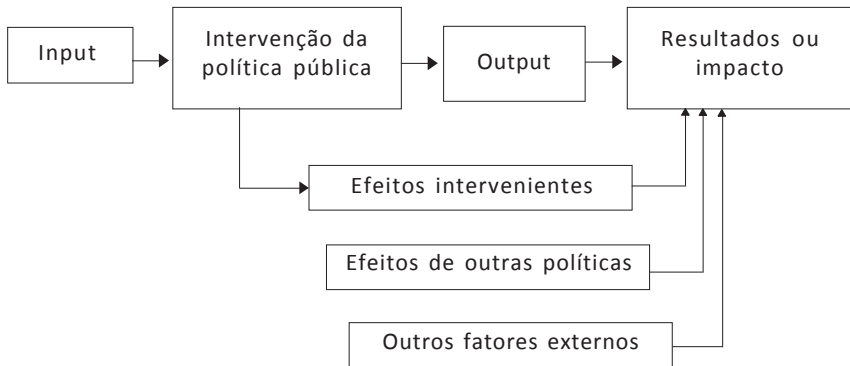 Input
Intervenção da
política pública
Output
Resultados ou
impacto
Efeitos intervenientes
Efeitos de outras políticas
Outros fatores externos